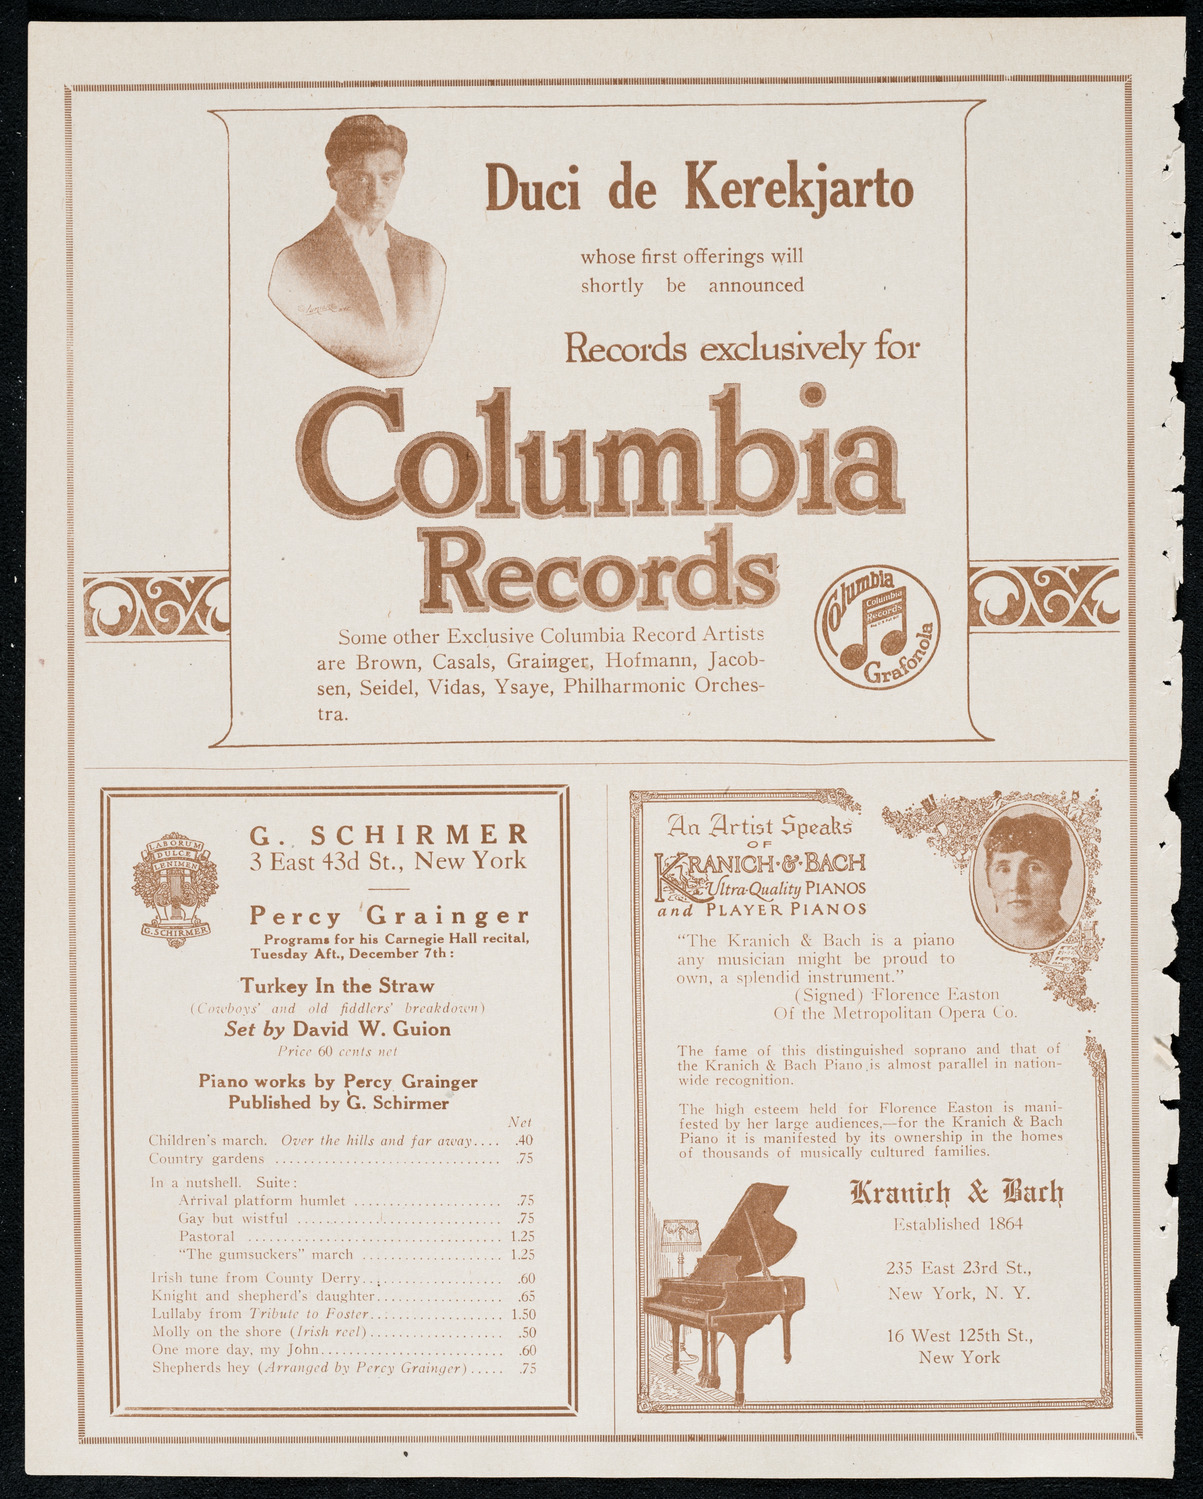 Duci de Kerekjarto
whose first offerings will
shortly be announced
Records exclusively for
Columbia
Records
Columbia
Columbia
Records
Grafonola
Some other Exclusive Columbia Record Artists
are Brown, Casals, Grainger, Hofmann, Jacob-
sen, Seidel, Vidas, Ysaye, Philharmonic Orches-
tra.
LABORUM
DULCE
LENIMEN
G. SCHIRMER
G. SCHIRMER
3 East 43d St., New York
Percy Grainger
Programs for his Carnegie Hall recital,
Tuesday Aft., December 7th:
Turkey In the Straw
(Cowboys' and old fiddlers' breakdown)
Set by David W. Guion
Price 60 cents net
Piano works by Percy Grainger
Published by G. Schirmer
Net
Children's march. Over the hills and far away.... .40
Country gardens .............................. .75
In a nutshell. Suite:
Arrival platform humlet .................... .75
Gay but wistful ........................... .75
Pastoral .................................. 1.25
"The gumsuckers" march ................... 1.25
Irish tune from County Derry................... .60
Knight and shepherd's daughter................. .65
Lullaby from Tribute to Foster.................. 1.50
Molly on the shore (Irish reel).................. .50
One more day, my John........................ .60
Shepherds hey (Arranged by Percy Grainger)..... .75
An Artist Speaks
OF
KRANICH·&·BACH
Ultra-Quality PIANOS
and PLAYER PIANOS
"The Kranich & Bach is a piano
any musician might be proud to
own, a splendid instrument."
(Signed) Florence Easton
Of the Metropolitan Opera Co.
The fame of this distinguished soprano and that of
the Kranich & Bach Piano is almost parallel in nation-
wide recognition.
The high esteem held for Florence Easton is mani-
fested by her large audiences,—for the Kranich & Bach
Piano it is manifested by its ownership in the homes
of thousands of musically cultured families.
Kranich & Bach
Established 1864
235 East 23rd St.,
New York, N. Y.
16 West 125th St.,
New York